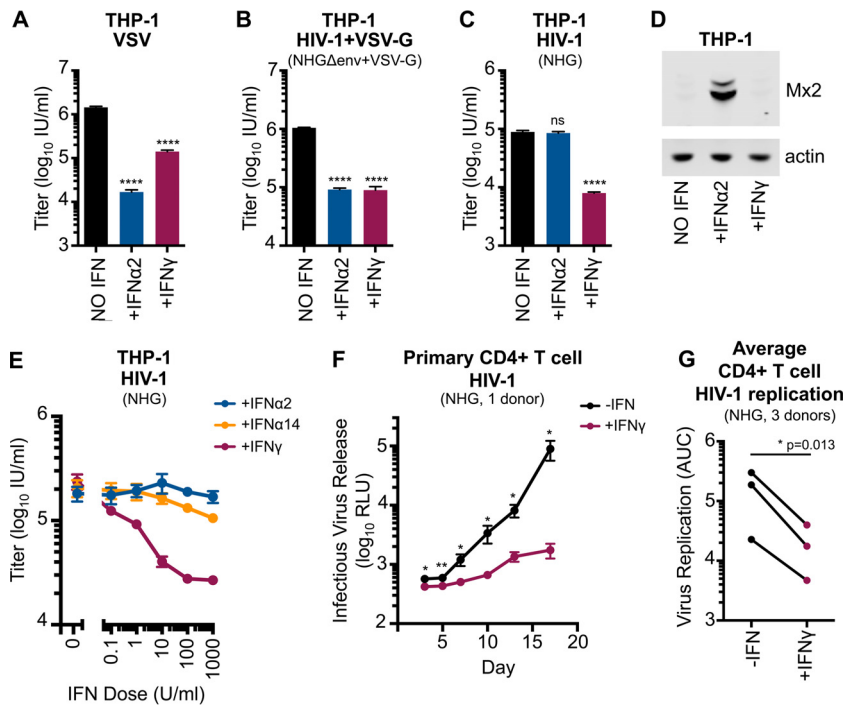 A
THP-1
VSV
Titer (log10 IU/ml)
7
6
5
4
3
****
****
NO IFN
+IFNα2
+IFNγ
B
THP-1
HIV-1+VSV-G
(NHGΔenv+VSV-G)
Titer (log10 IU/ml)
7
6
5
4
****
****
NO IFN
+IFNα2
+IFNγ
C
THP-1
HIV-1
(NHG)
Titer (log10 IU/ml)
6
5
4
3
ns
****
NO IFN
+IFNα2
+IFNγ
D
THP-1
Mx2
actin
NO IFN
+IFNα2
+IFNγ
E
THP-1
HIV-1
(NHG)
+IFNα2
+IFNα14
+IFNγ
Titer (log10 IU/ml)
6
5
4
0
0.1
1
10
100
1000
IFN Dose (U/ml)
F
Primary CD4+ T cell
HIV-1
(NHG, 1 donor)
-IFN
+IFNγ
Infectious Virus Release
(log10 RLU)
6
5
4
3
2
*
**
*
*
*
*
5
10
15
20
Day
G
Average
CD4+ T cell
HIV-1 replication
(NHG, 3 donors)
* p=0.013
Virus Replication (AUC)
6
5
4
3
-IFN
+IFNγ